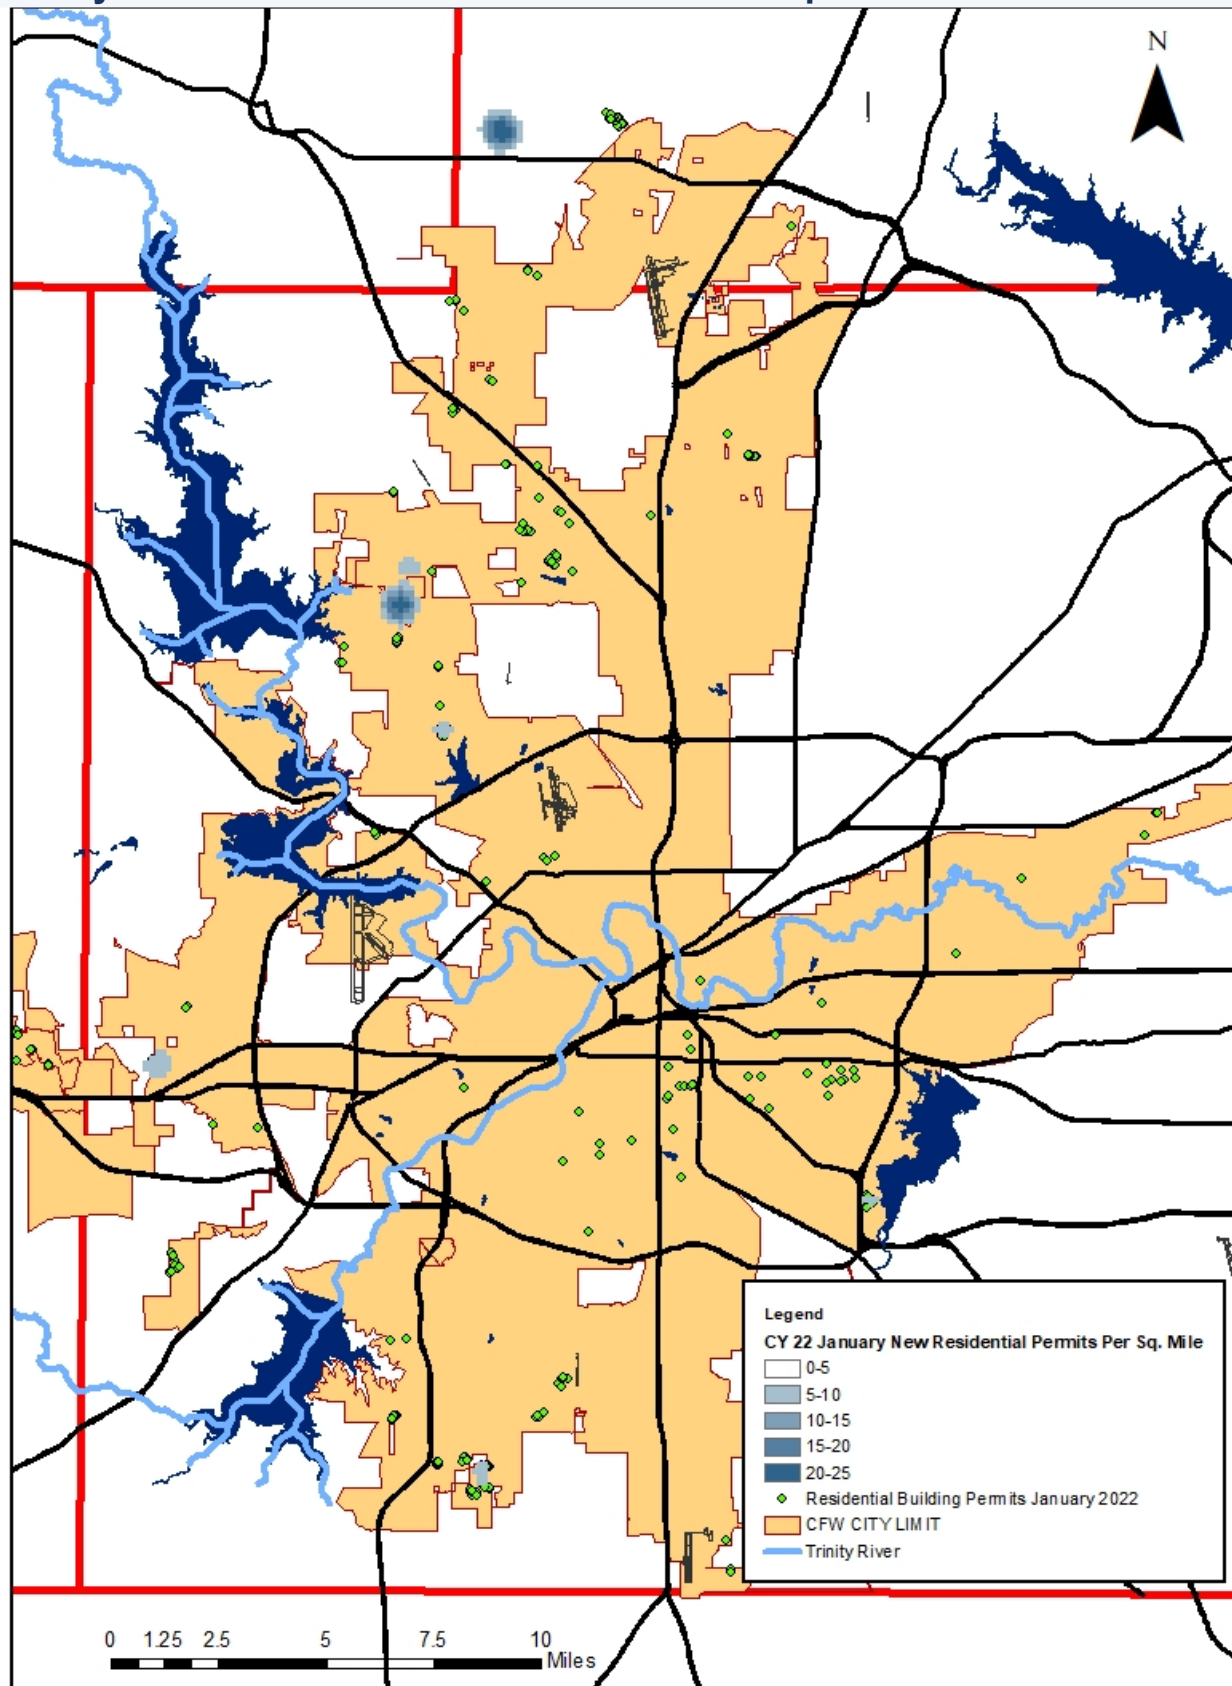 N
Legend
CY 22 January New Residential Permits Per Sq. Mile
0-5
5-10
10-15
15-20
20-25
Residential Building Permits January 2022
CFW CITY LIMIT
Trinity River
0 1.25 2.5 5 7.5 10
Miles